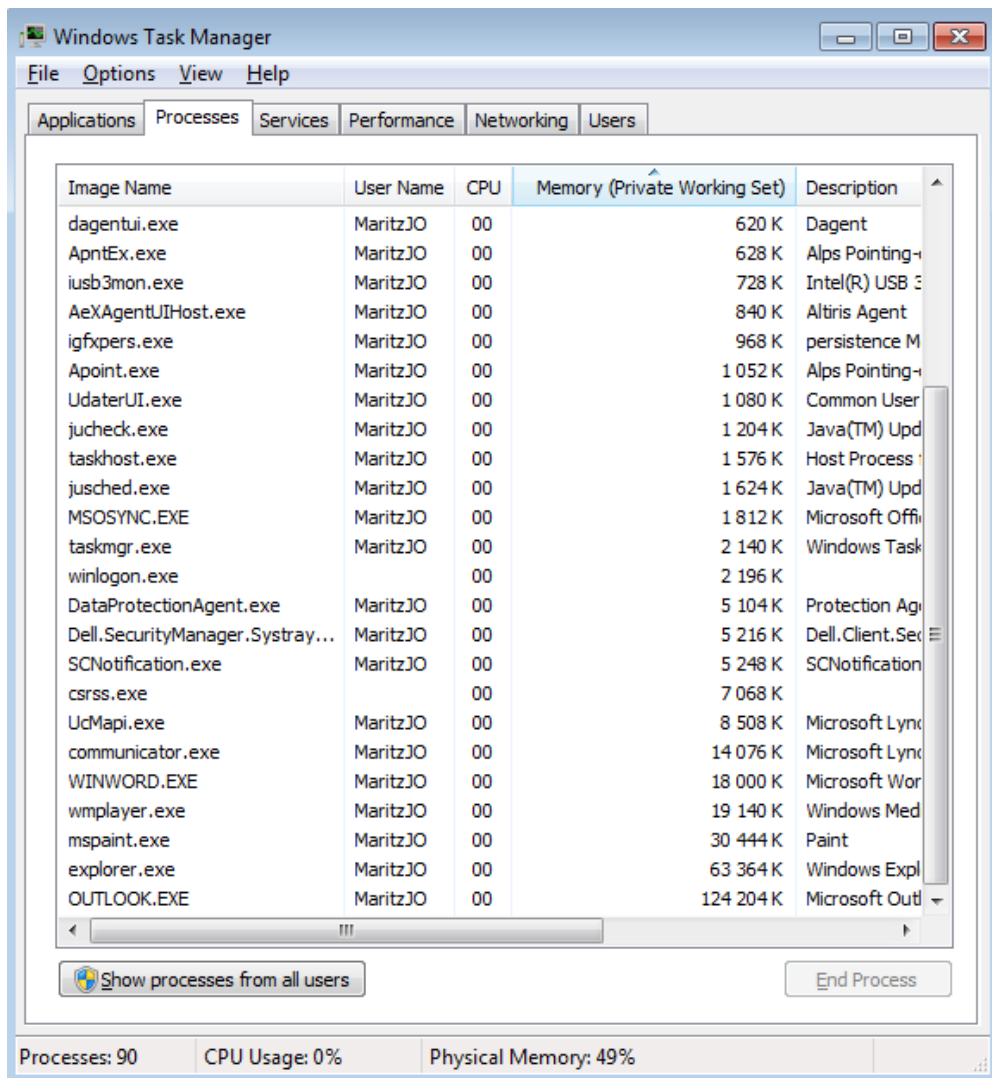 Windows Task Manager
File Options View Help
Applications Processes Services Performance Networking Users
Image Name User Name CPU Memory (Private Working Set) Description
dagentui.exe MaritzJO 00 620 K Dagent
ApntEx.exe MaritzJO 00 628 K Alps Pointing-
iusb3mon.exe MaritzJO 00 728 K Intel(R) USB 3
AeXAgentUIHost.exe MaritzJO 00 840 K Altiris Agent
igfxpers.exe MaritzJO 00 968 K persistence M
Apoint.exe MaritzJO 00 1 052 K Alps Pointing-
UdaterUI.exe MaritzJO 00 1 080 K Common User
jucheck.exe MaritzJO 00 1 204 K Java(TM) Upd
taskhost.exe MaritzJO 00 1 576 K Host Process
jusched.exe MaritzJO 00 1 624 K Java(TM) Upd
MSOSYNC.EXE MaritzJO 00 1 812 K Microsoft Offi
taskmgr.exe MaritzJO 00 2 140 K Windows Task
winlogon.exe 00 2 196 K
DataProtectionAgent.exe MaritzJO 00 5 104 K Protection Ag
Dell.SecurityManager.Systray... MaritzJO 00 5 216 K Dell.Client.Sec
SCNotification.exe MaritzJO 00 5 248 K SCNotification
csrss.exe 00 7 068 K
UcMapi.exe MaritzJO 00 8 508 K Microsoft Lync
communicator.exe MaritzJO 00 14 076 K Microsoft Lync
WINWORD.EXE MaritzJO 00 18 000 K Microsoft Wor
wmplayer.exe MaritzJO 00 19 140 K Windows Med
mspaint.exe MaritzJO 00 30 444 K Paint
explorer.exe MaritzJO 00 63 364 K Windows Expl
OUTLOOK.EXE MaritzJO 00 124 204 K Microsoft Outl
Show processes from all users End Process
Processes: 90 CPU Usage: 0% Physical Memory: 49%